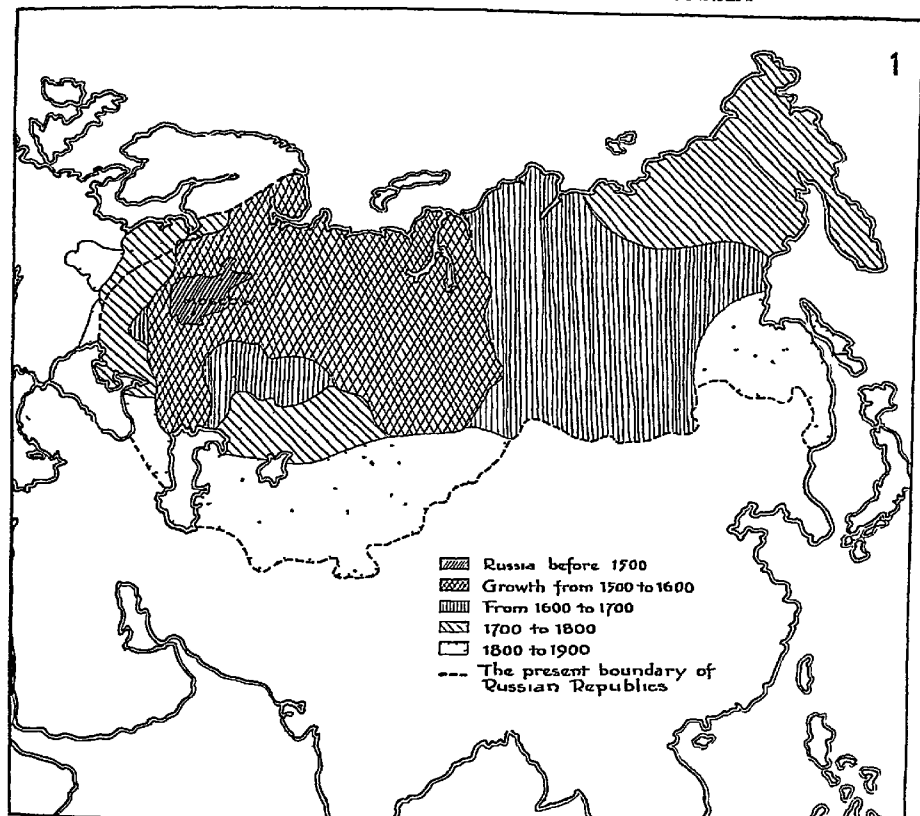 1
MOSCOW
Russia before 1500
Growth from 1500 to 1600
From 1600 to 1700
1700 to 1800
1800 to 1900
The present boundary of
Russian Republics